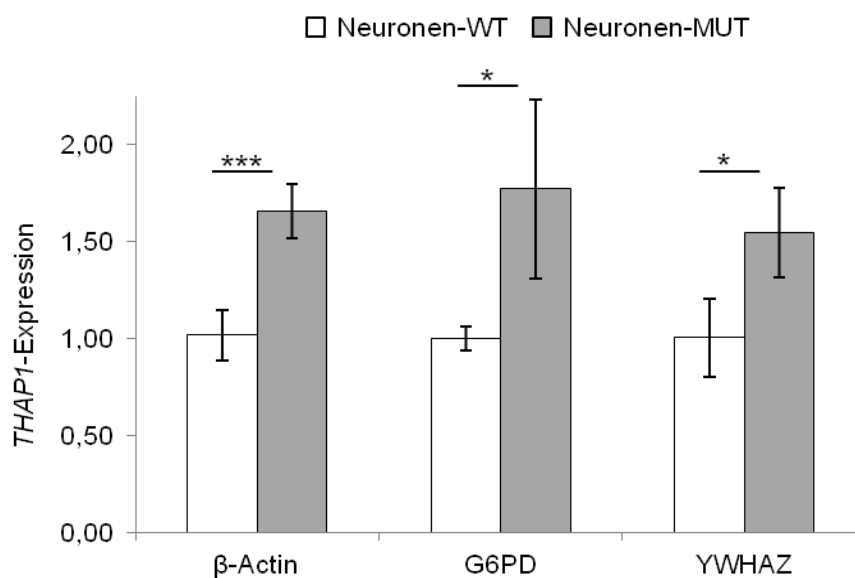 Neuronen-WT Neuronen-MUT
*** * *
2,00
1,50
1,00
0,50
0,00
THAP1-Expression
β-Actin G6PD YWHAZ